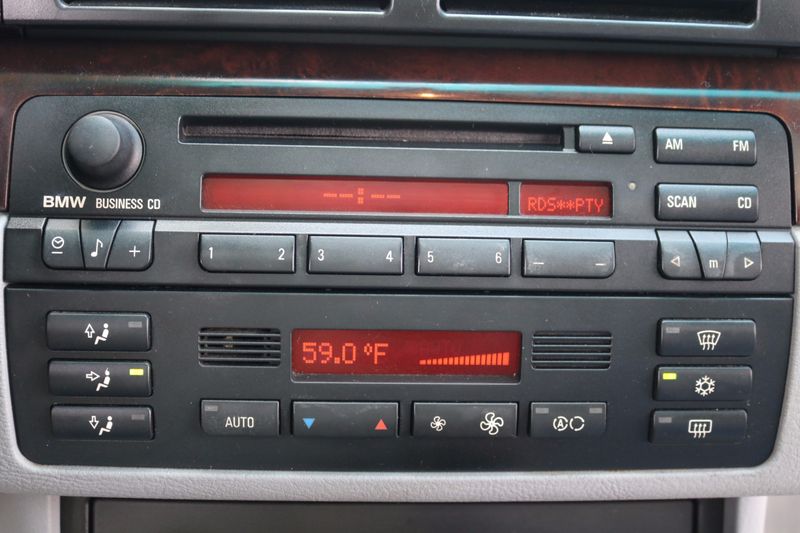 AM FM
---- : ----
RDS**PTY
BMW BUSINESS CD
SCAN CD
+
1 2
3 4
5 6
— —
m
59.0 °F
AUTO
A